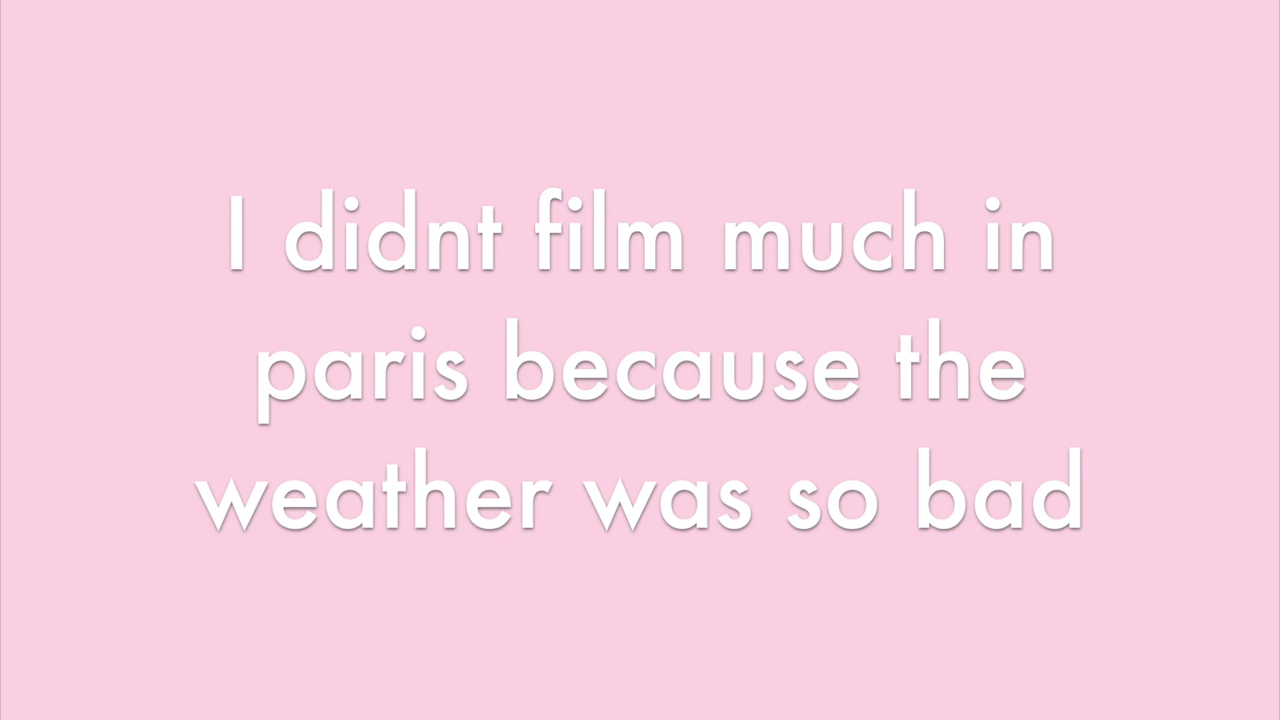 I didnt film much in
paris because the
weather was so bad